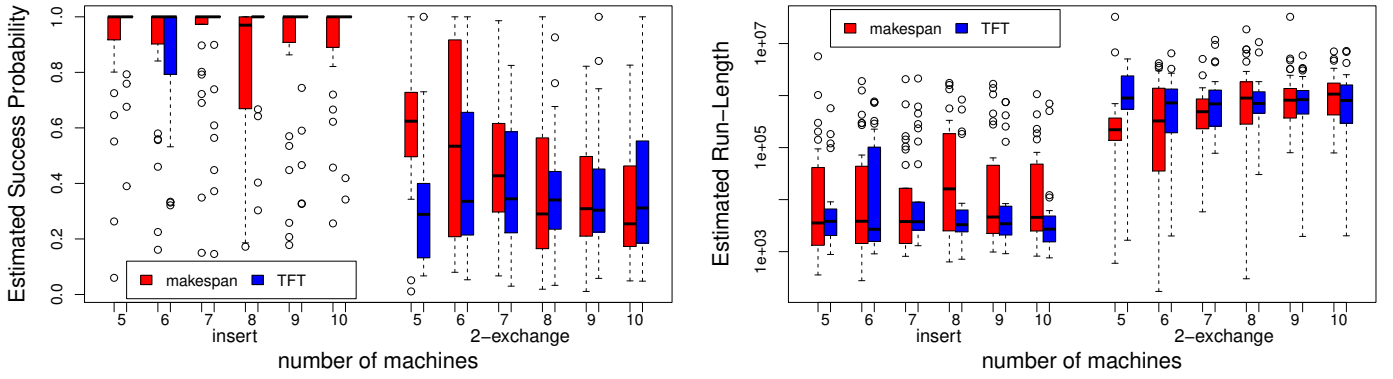 Estimated Success Probability
1.0
0.8
0.6
0.4
0.2
0.0
makespan TFT
5 6 7 8 9 10 5 6 7 8 9 10
insert 2−exchange
number of machines
Estimated Run−Length
1e+07
1e+05
1e+03
makespan TFT
5 6 7 8 9 10 5 6 7 8 9 10
insert 2−exchange
number of machines